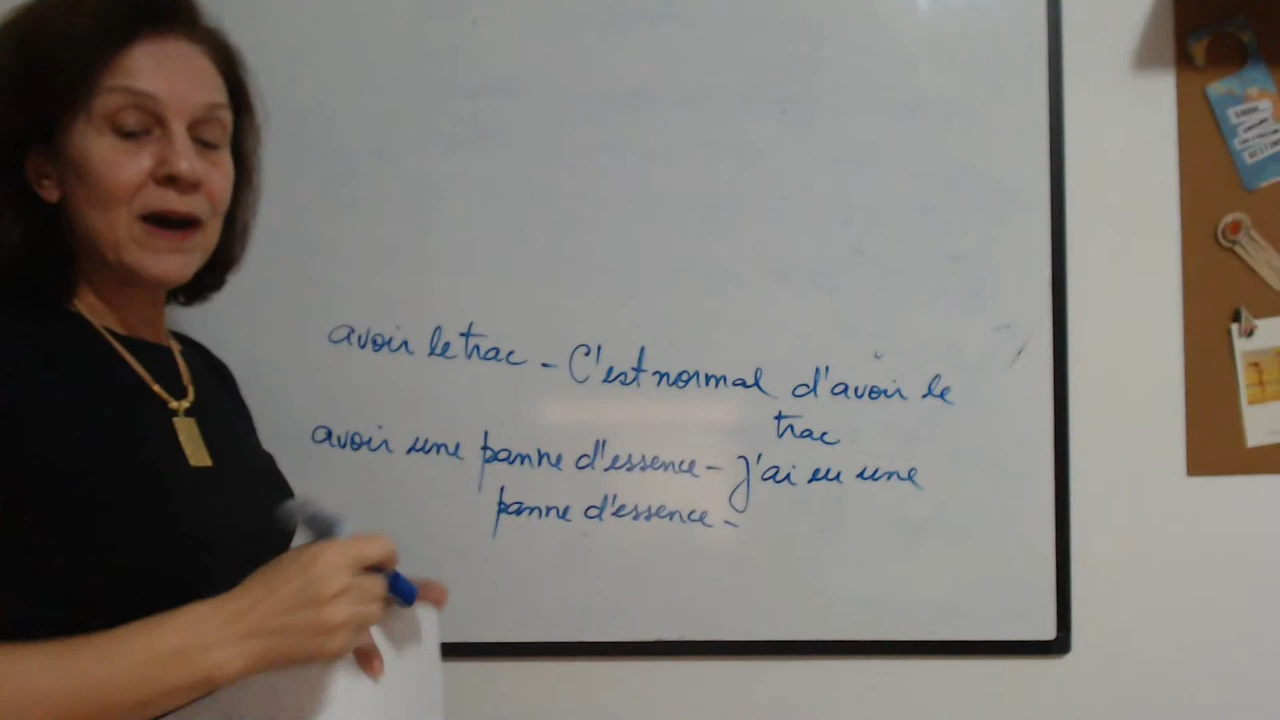 avoir le trac - C'est normal d'avoir le
trac
avoir une panne d'essence - J'ai eu une
panne d'essence -